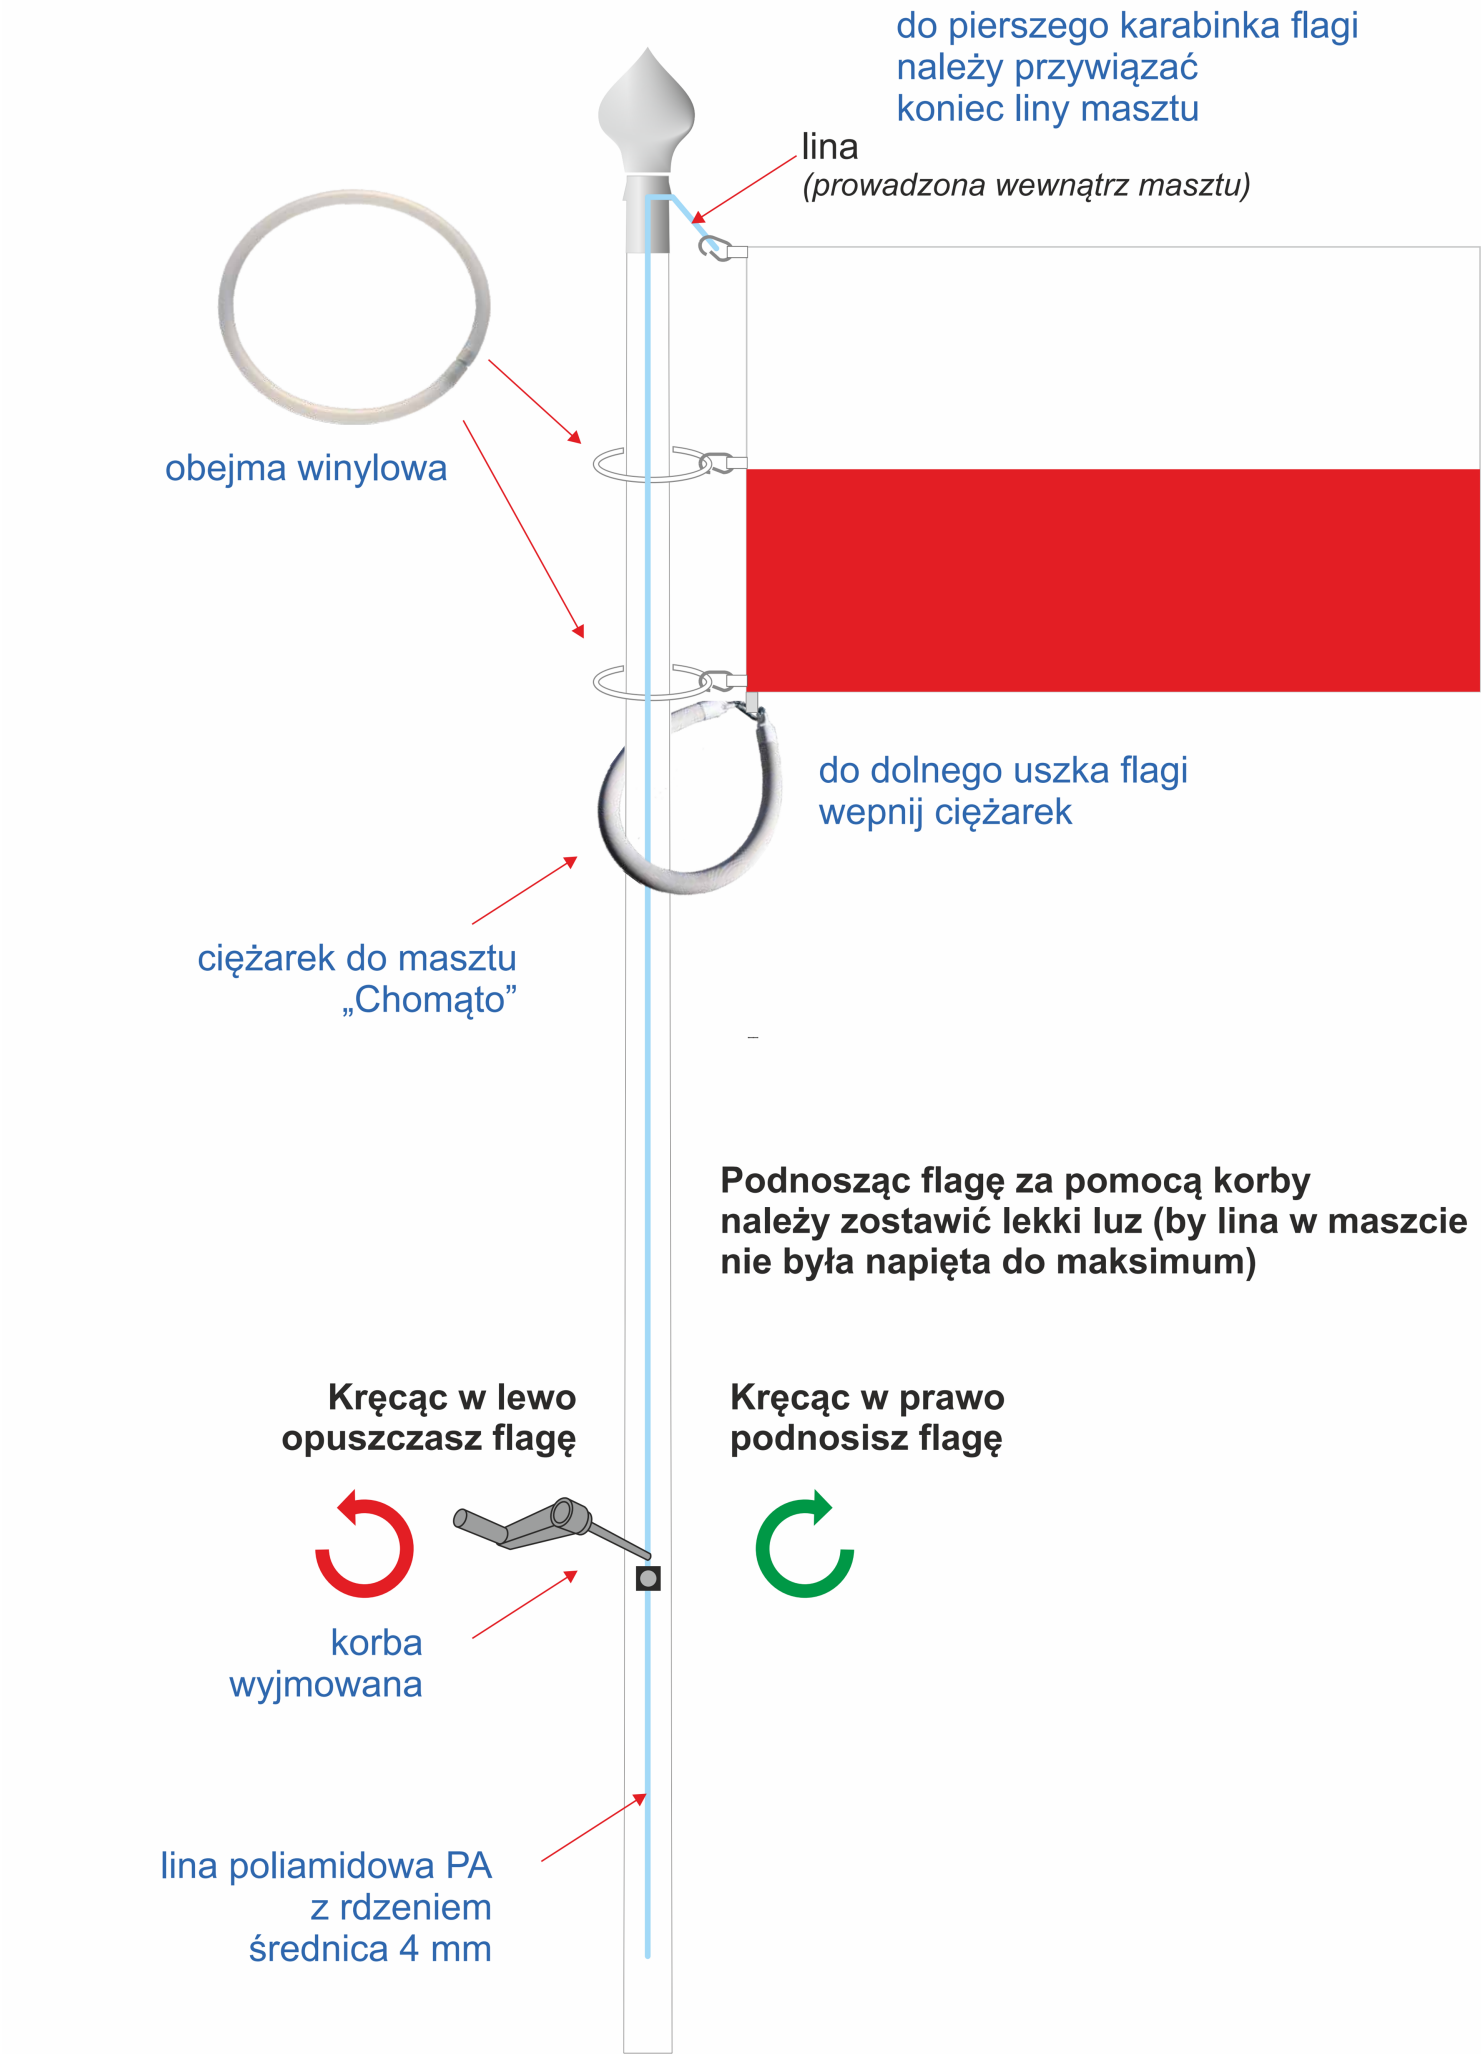 do pierszego karabinka flagi
należy przywiązać
koniec liny masztu
lina
(prowadzona wewnątrz masztu)
obejma winylowa
do dolnego uszka flagi
wepnij ciężarek
ciężarek do masztu
„Chomąto”
Podnosząc flagę za pomocą korby
należy zostawić lekki luz (by lina w maszcie
nie była napięta do maksimum)
Kręcąc w lewo
opuszczasz flagę
Kręcąc w prawo
podnosisz flagę
korba
wyjmowana
lina poliamidowa PA
z rdzeniem
średnica 4 mm